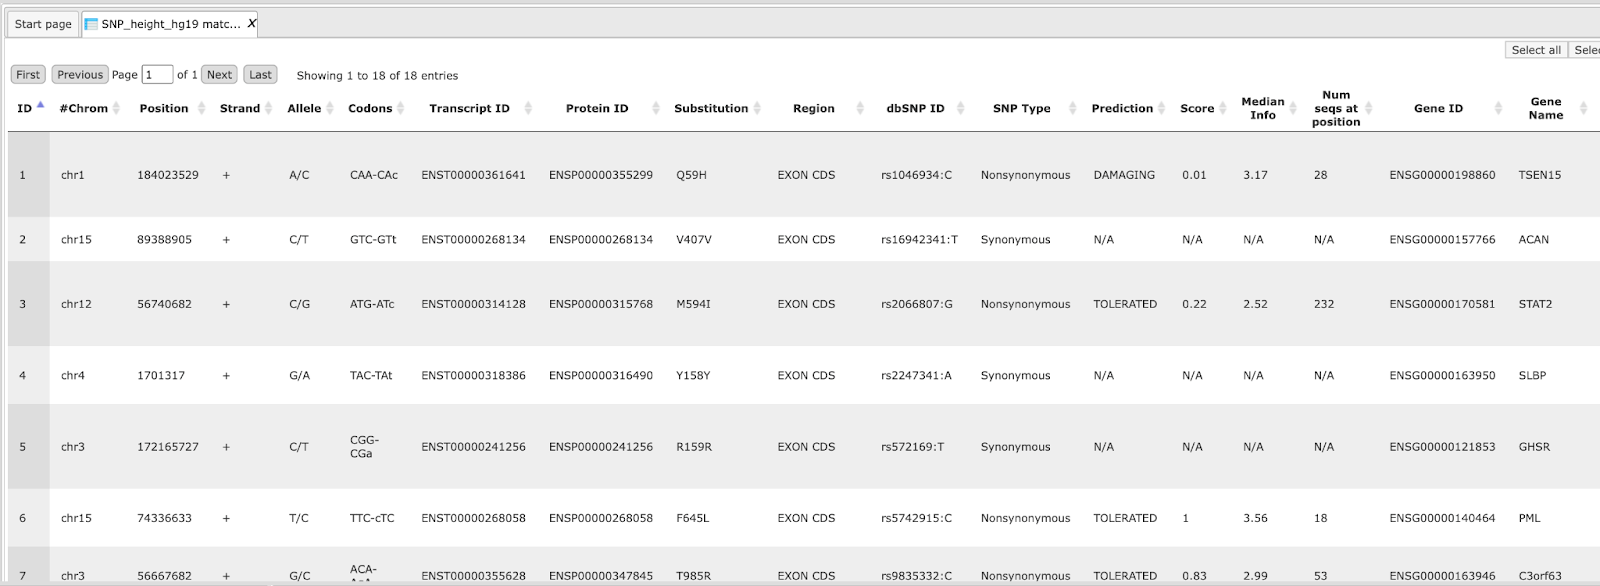 Start page SNP_height_hg19 matc... X
Select all
First Previous Page 1 of 1 Next Last Showing 1 to 18 of 18 entries
ID #Chrom Position Strand Allele Codons Transcript ID Protein ID Substitution Region dbSNP ID SNP Type Prediction Score Median Info Num seqs at position Gene ID Gene Name
1 chr1 184023529 + A/C CAA-CAc ENST00000361641 ENSP00000355299 Q59H EXON CDS rs1046934:C Nonsynonymous DAMAGING 0.01 3.17 28 ENSG00000198860 TSEN15
2 chr15 89388905 + C/T GTC-GTt ENST00000268134 ENSP00000268134 V407V EXON CDS rs16942341:T Synonymous N/A N/A N/A N/A ENSG00000157766 ACAN
3 chr12 56740682 + C/G ATG-ATc ENST00000314128 ENSP00000315768 M594I EXON CDS rs2066807:G Nonsynonymous TOLERATED 0.22 2.52 232 ENSG00000170581 STAT2
4 chr4 1701317 + G/A TAC-TAt ENST00000318386 ENSP00000316490 Y158Y EXON CDS rs2247341:A Synonymous N/A N/A N/A N/A ENSG00000163950 SLBP
5 chr3 172165727 + C/T CGG-CGa ENST00000241256 ENSP00000241256 R159R EXON CDS rs572169:T Synonymous N/A N/A N/A N/A ENSG00000121853 GHSR
6 chr15 74336633 + T/C TTC-cTC ENST00000268058 ENSP00000268058 F645L EXON CDS rs5742915:C Nonsynonymous TOLERATED 1 3.56 18 ENSG00000140464 PML
7 chr3 56667682 + G/C ACA- ENST00000355628 ENSP00000347845 T985R EXON CDS rs9835332:C Nonsynonymous TOLERATED 0.83 2.99 53 ENSG00000163946 C3orf63